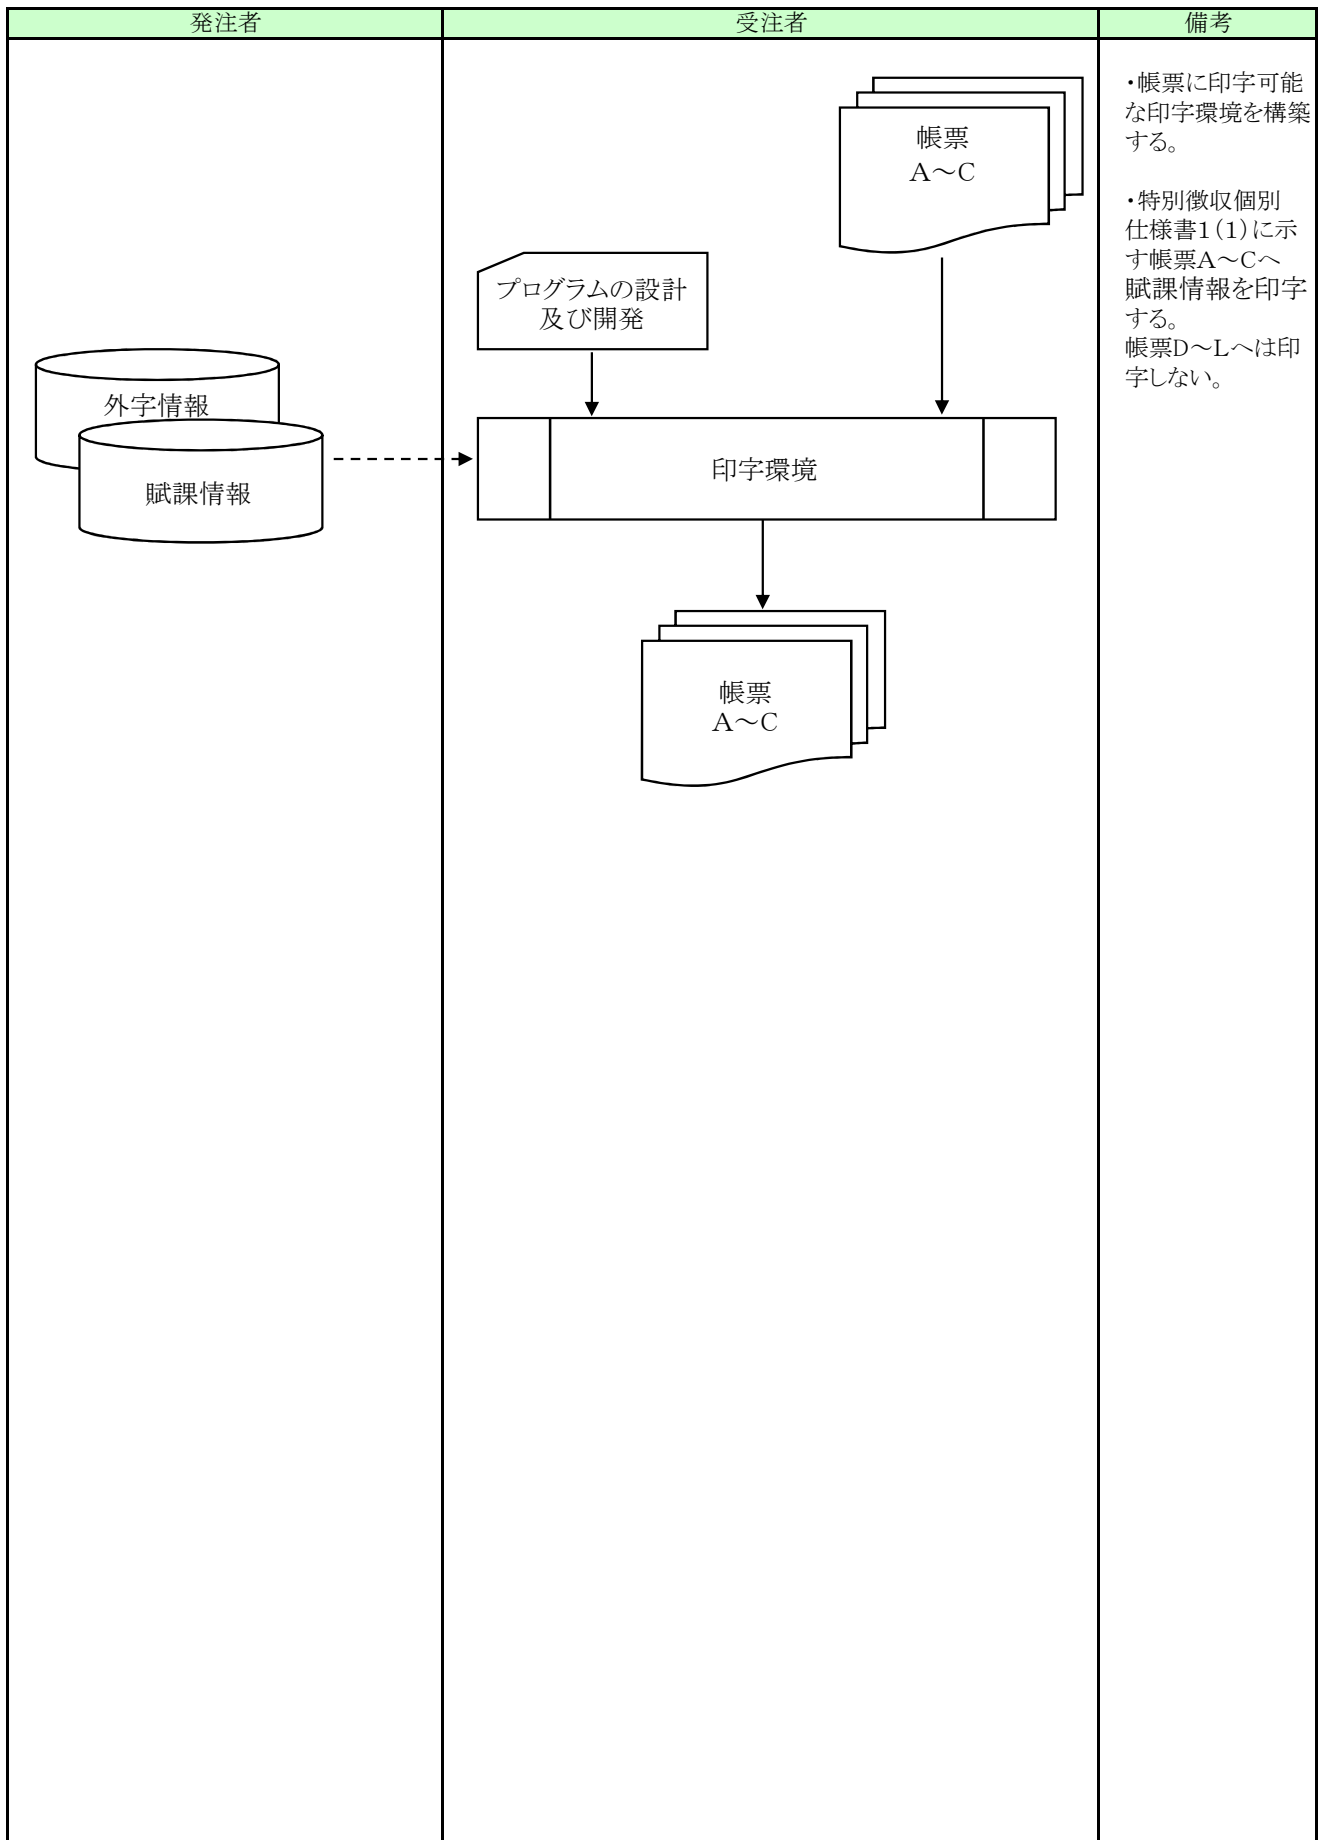 発注者
受注者
備考
帳票
A～C
プログラムの設計
及び開発
外字情報
賦課情報
印字環境
帳票
A～C
・帳票に印字可能
な印字環境を構築
する。
・特別徴収個別
仕様書1(1)に示
す帳票A～Cへ
賦課情報を印字
する。
帳票D～Lへは印
字しない。